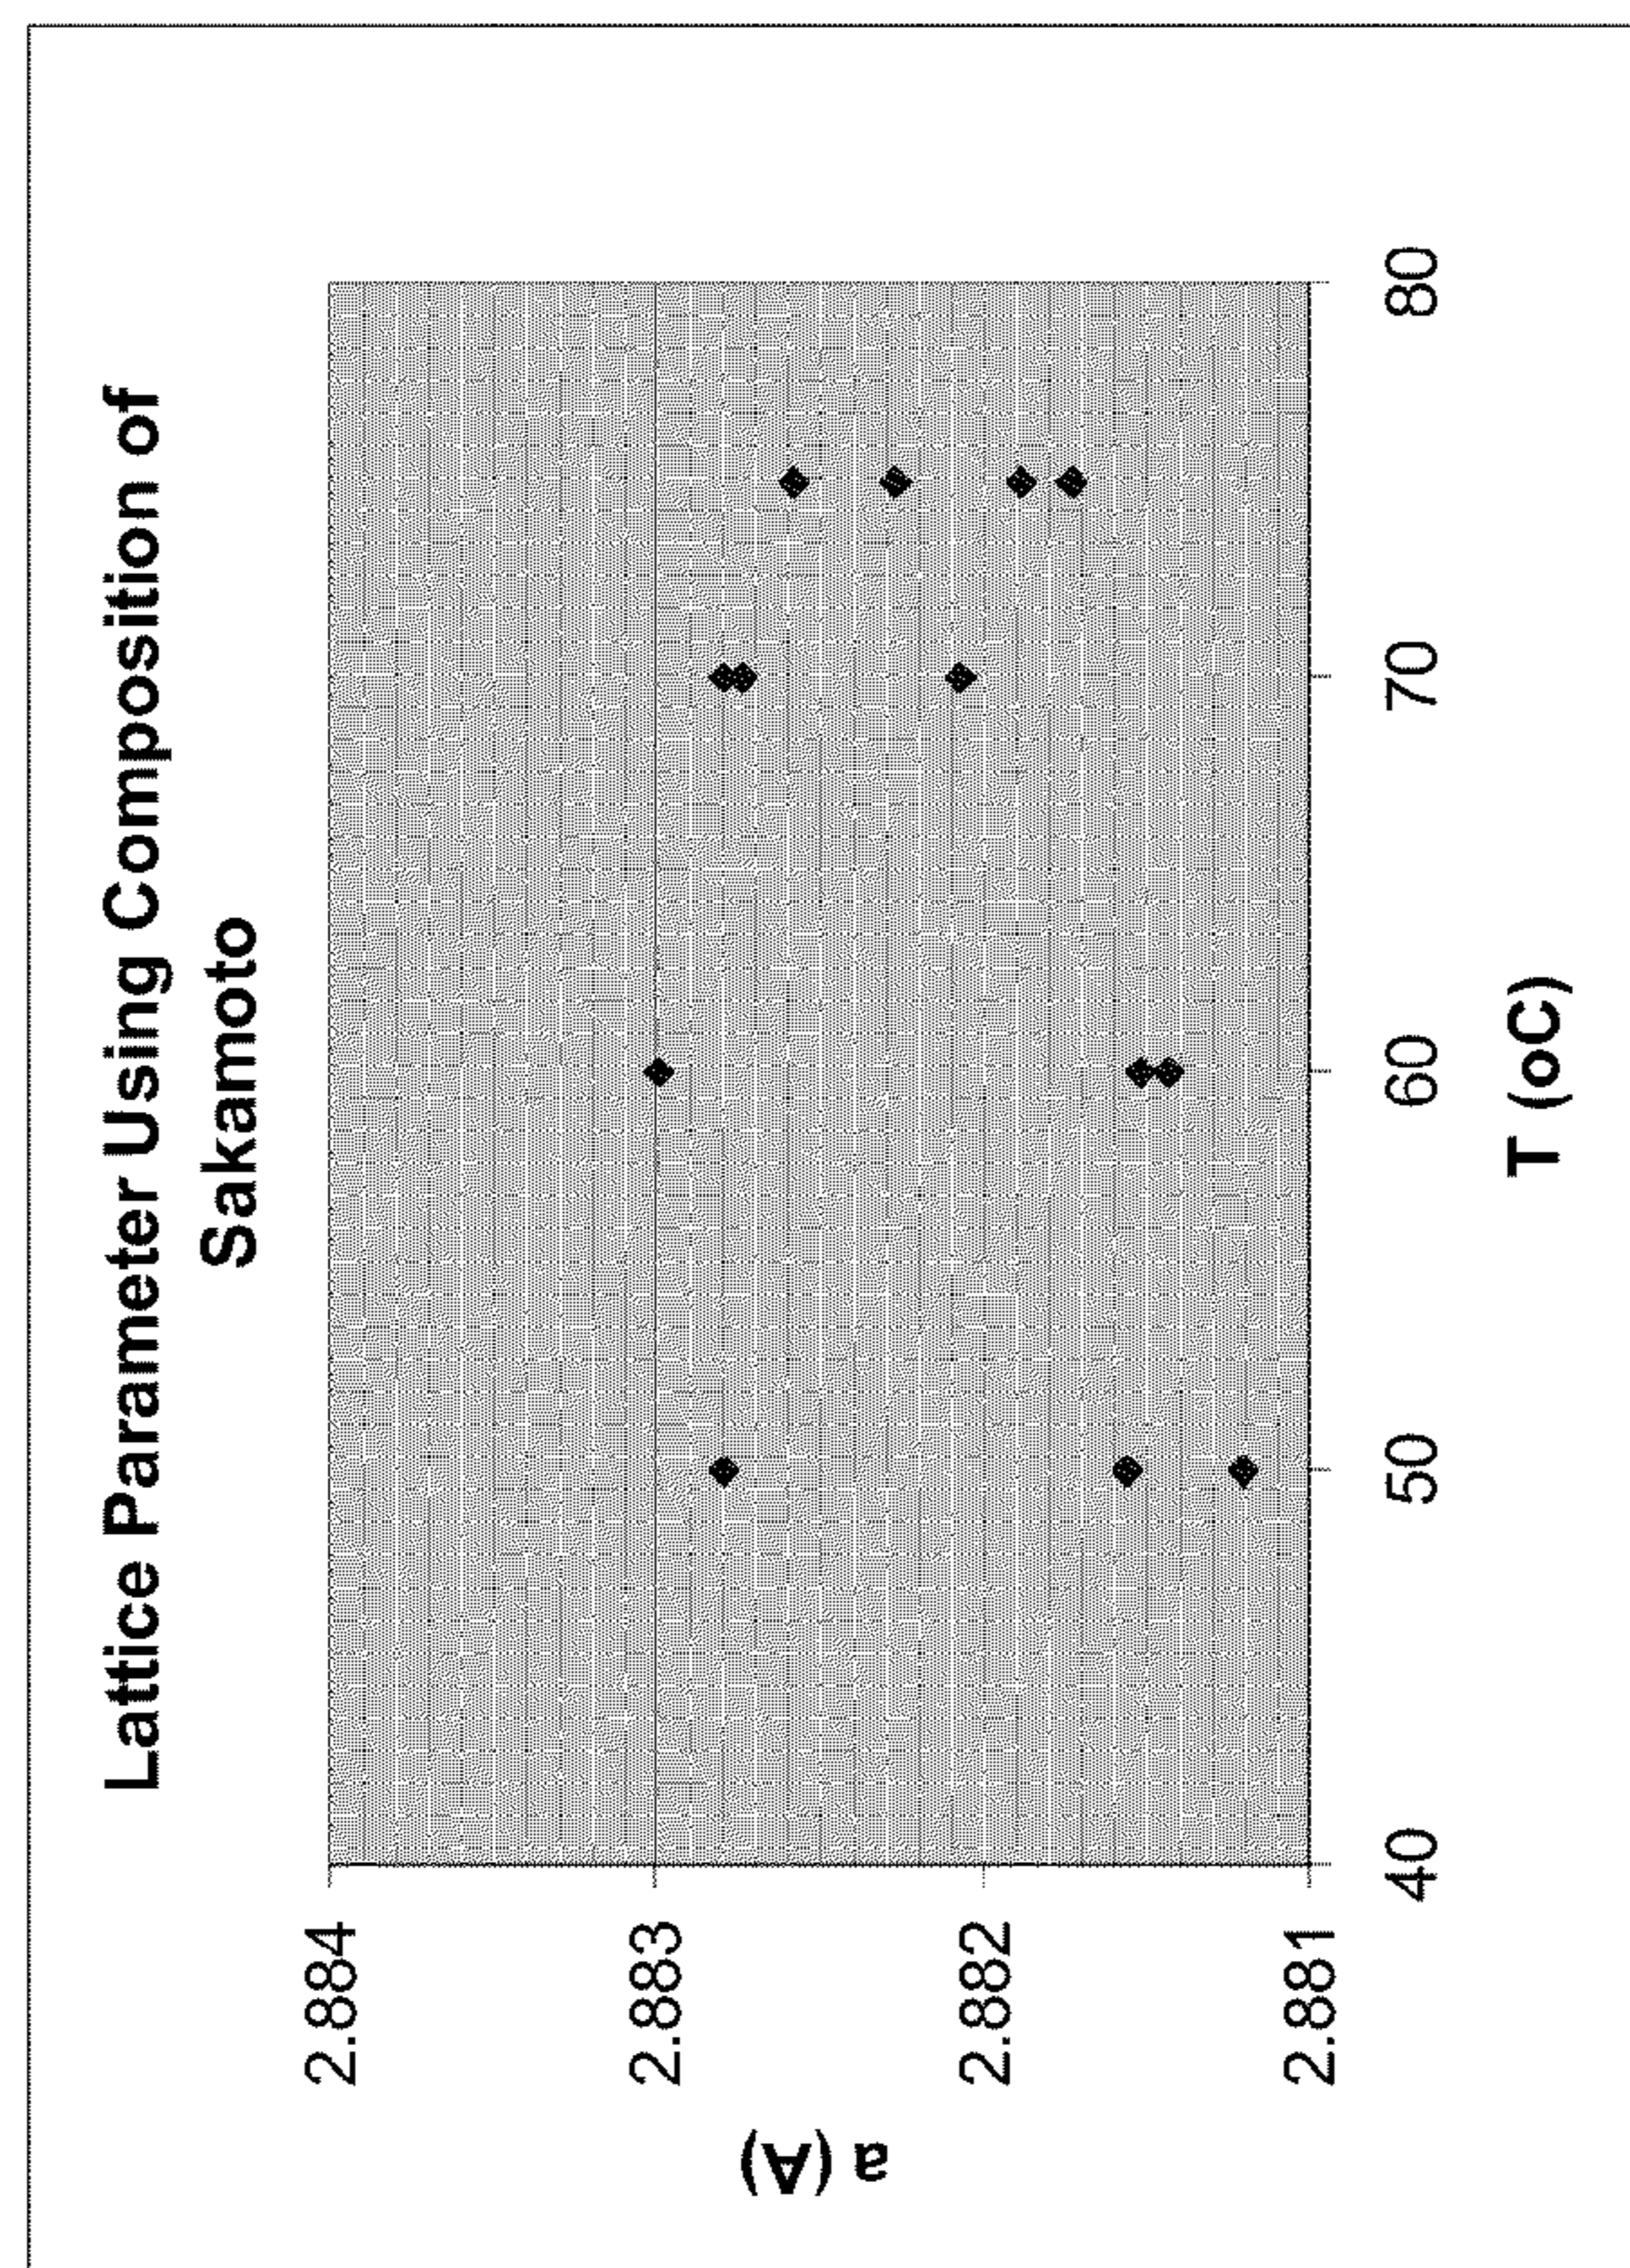 Lattice Parameter Using Composition of
Sakamoto
2.884
2.883
2.882
2.881
a (A)
40
50
60
70
80
T (oC)